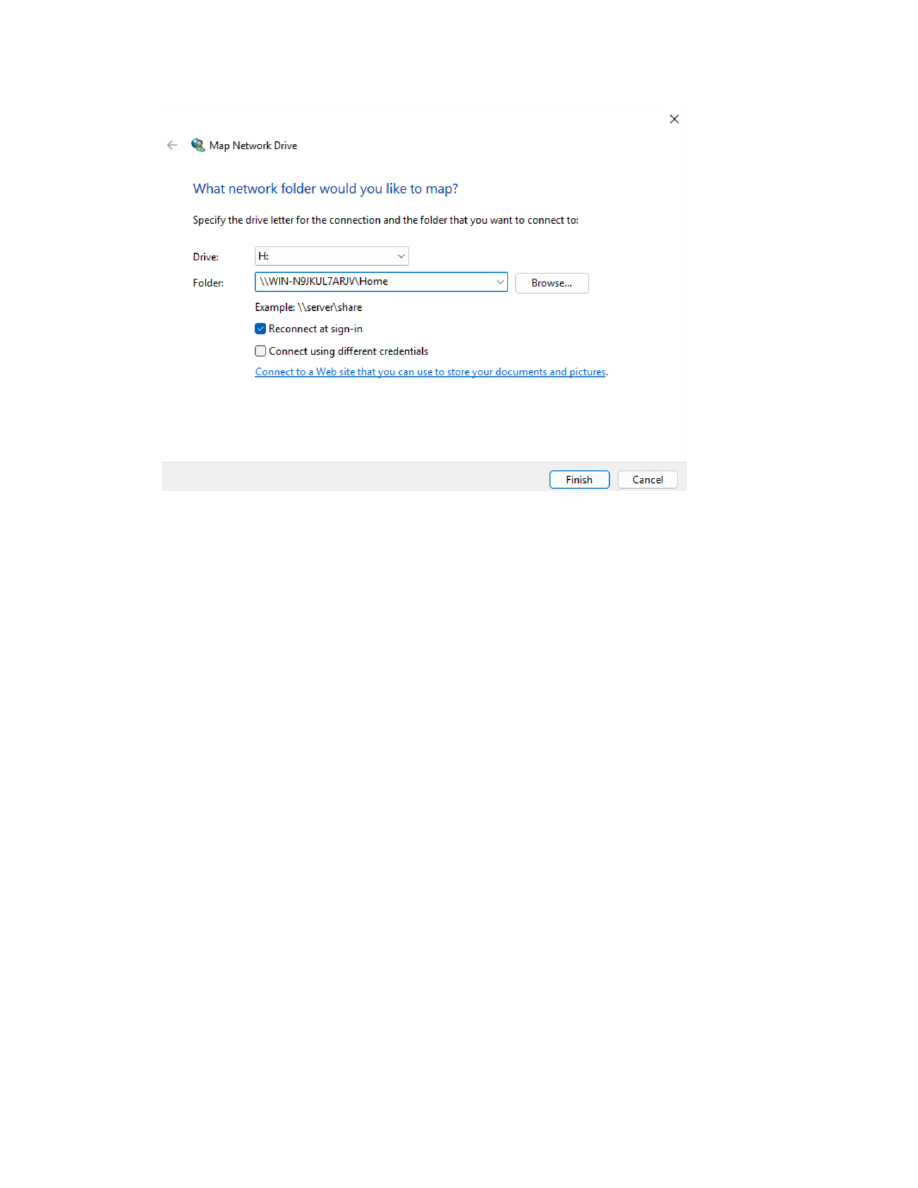 Map Network Drive
What network folder would you like to map?
Specify the drive letter for the connection and the folder that you want to connect to:
Drive: H:
Folder: \\WIN-N9JKUL7ARJV\Home Browse...
Example: \\server\share
Reconnect at sign-in
Connect using different credentials
Connect to a Web site that you can use to store your documents and pictures.
Finish Cancel